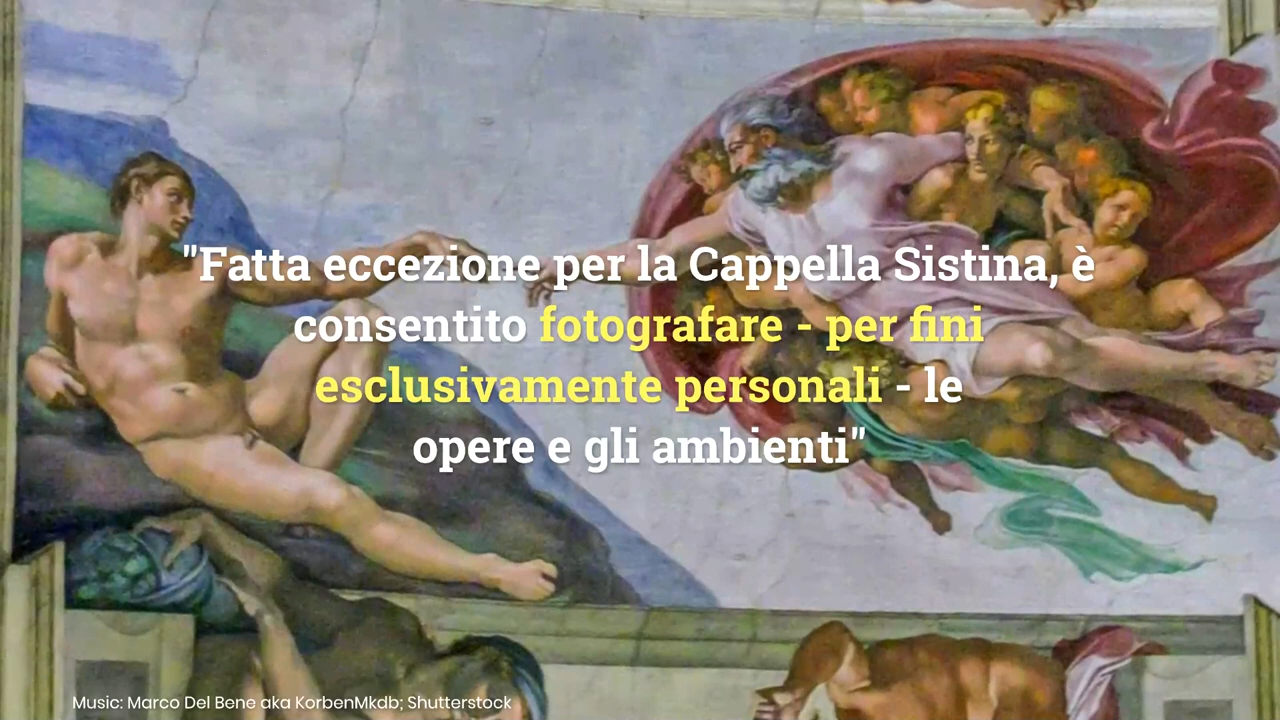 "Fatta eccezione per la Cappella Sistina, è
consentito fotografare - per fini
esclusivamente personali - le
opere e gli ambienti"
Music: Marco Del Bene aka KorbenMkdb; Shutterstock